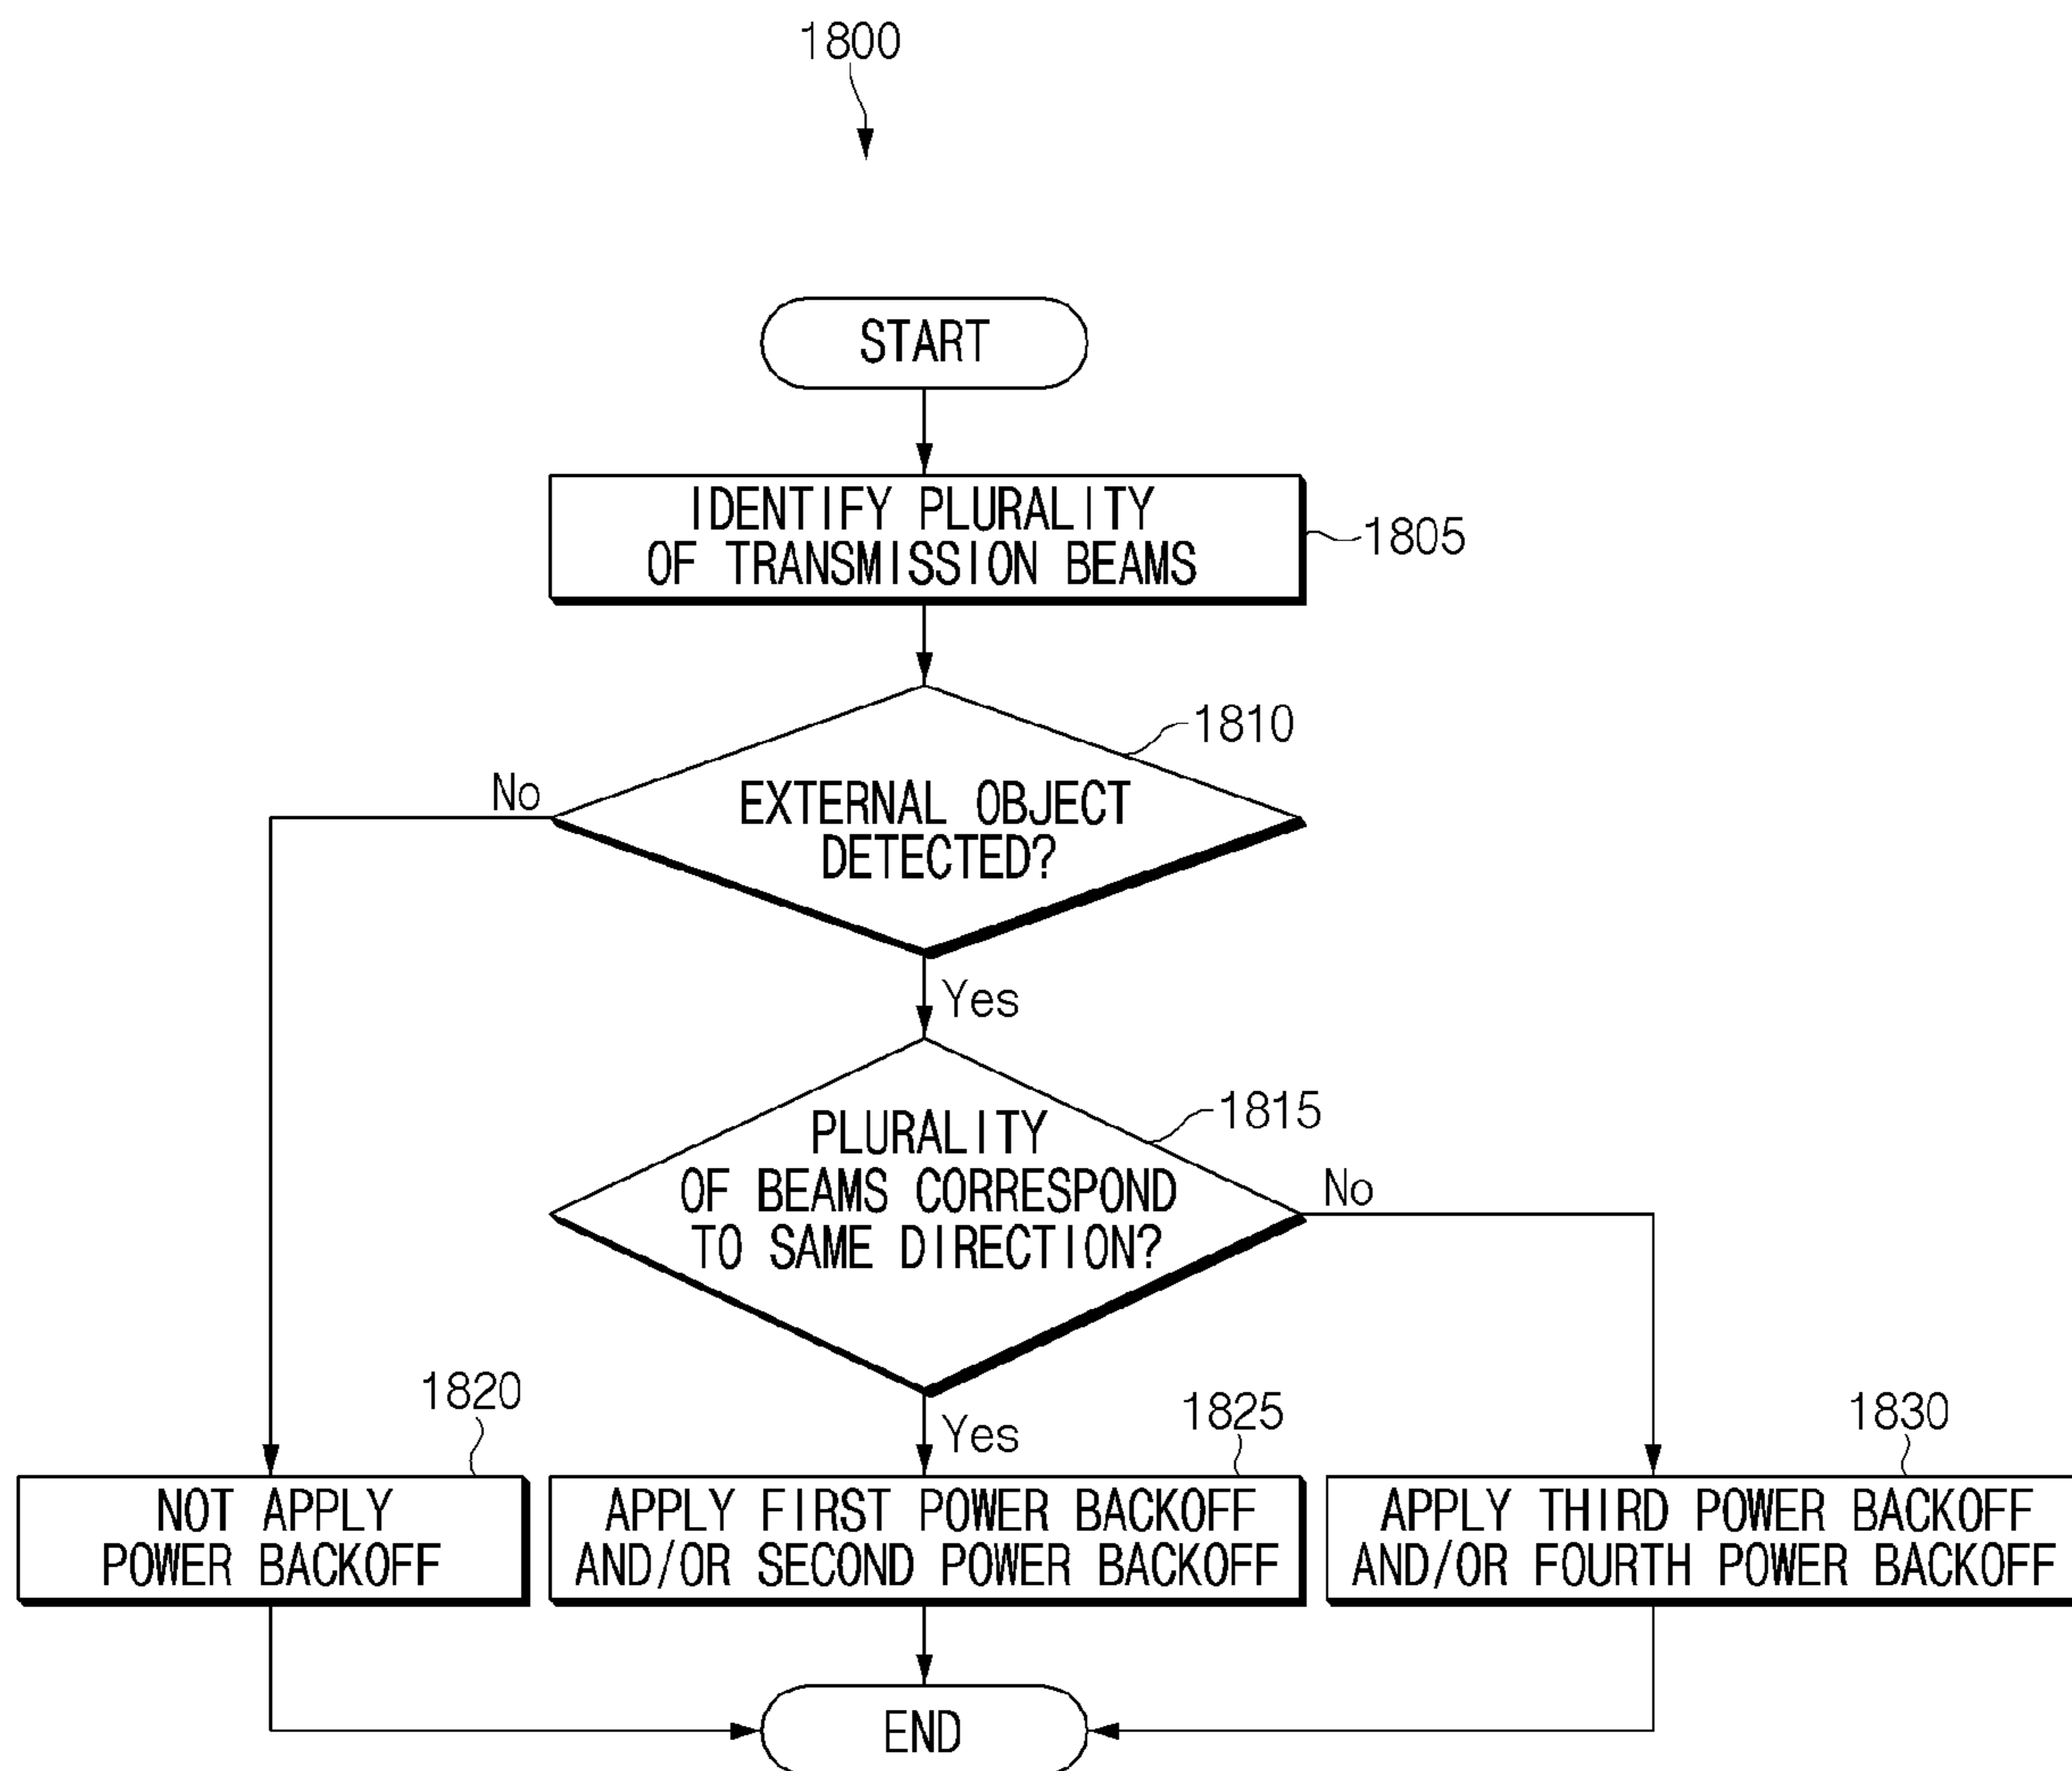 1800
START
IDENTIFY PLURALITY
OF TRANSMISSION BEAMS
1805
1810
No
EXTERNAL OBJECT
DETECTED?
Yes
1815
PLURALITY
OF BEAMS CORRESPOND
TO SAME DIRECTION?
No
Yes
1820
NOT APPLY
POWER BACKOFF
1825
APPLY FIRST POWER BACKOFF
AND/OR SECOND POWER BACKOFF
1830
APPLY THIRD POWER BACKOFF
AND/OR FOURTH POWER BACKOFF
END